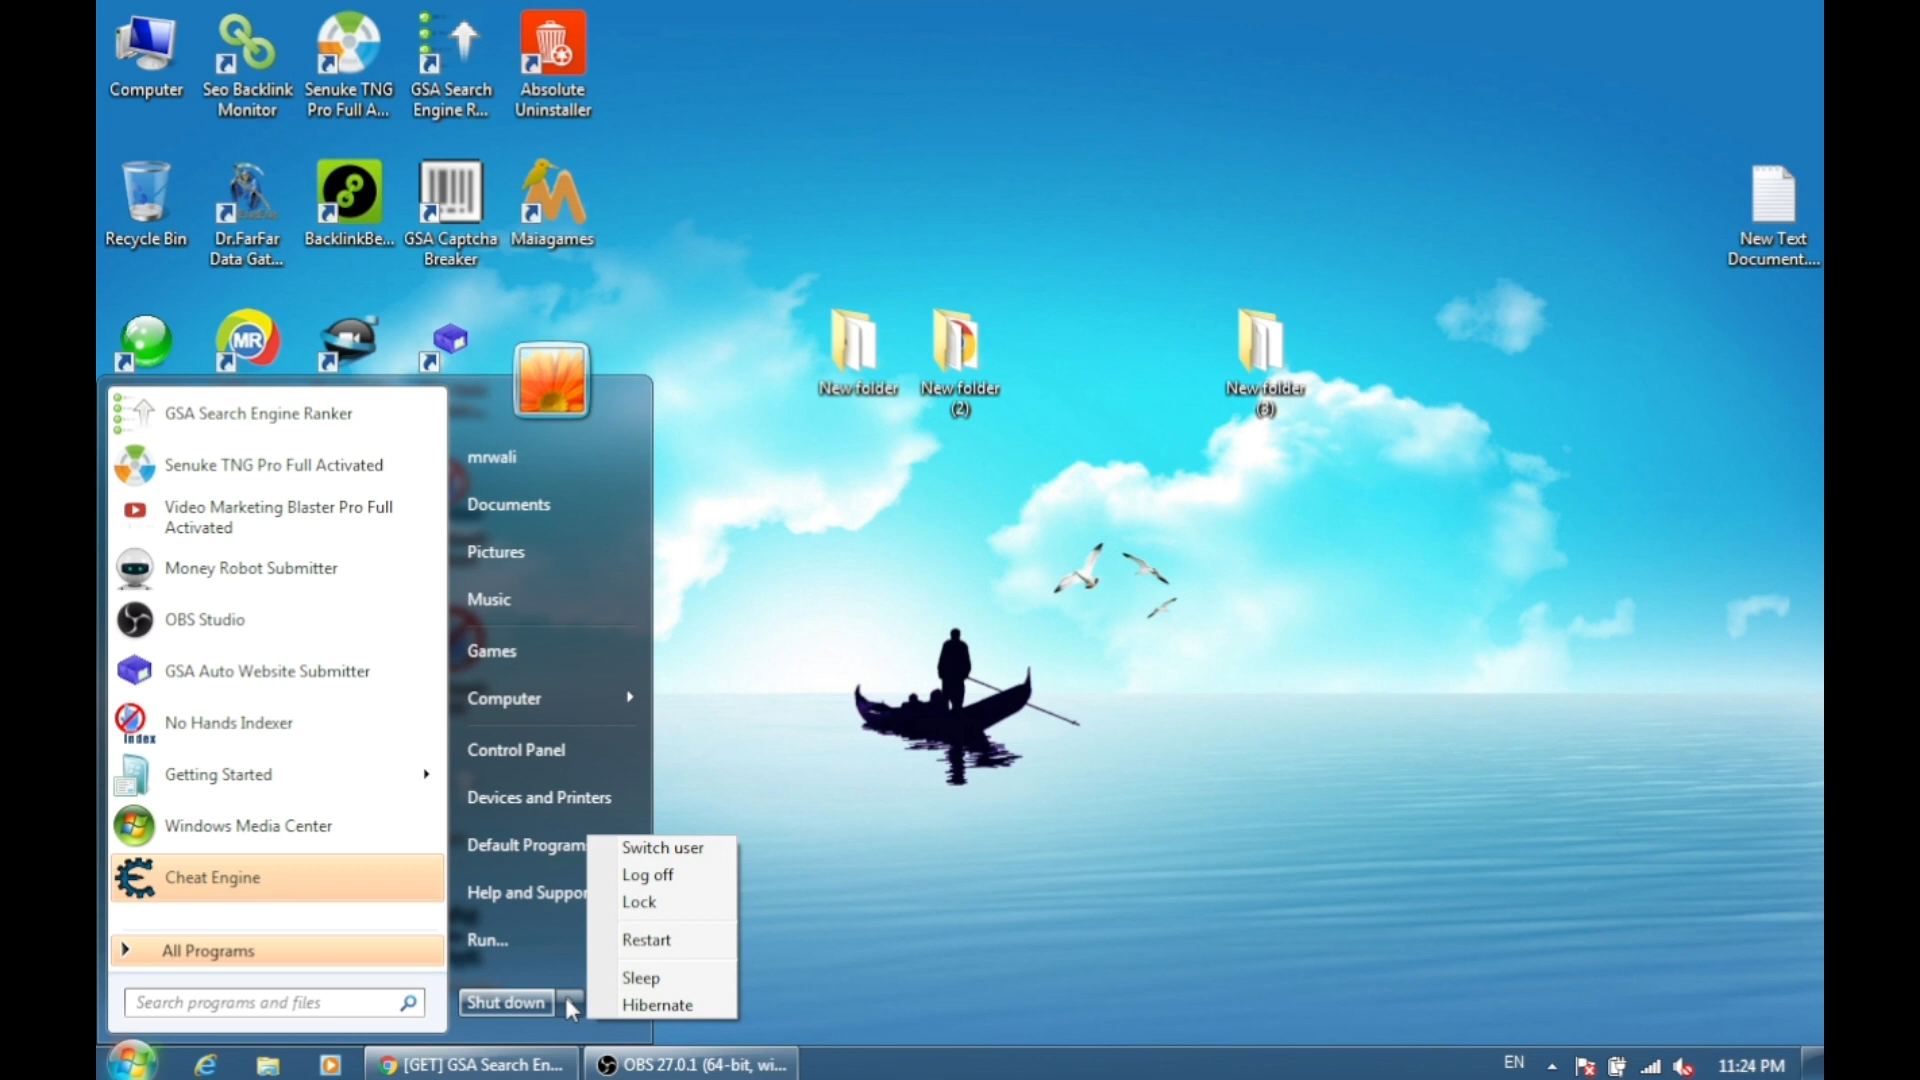 Computer
Seo Backlink
Monitor
Senuke TNG
Pro Full A...
GSA Search
Engine R...
Absolute
Uninstaller
Recycle Bin
Dr.FarFar
Data Gat...
BacklinkBe...
GSA Captcha
Breaker
Maiagames
New Text
Document....
MR
New folder
New folder
(2)
New folder
(3)
GSA Search Engine Ranker
Senuke TNG Pro Full Activated
Video Marketing Blaster Pro Full
Activated
Money Robot Submitter
OBS Studio
GSA Auto Website Submitter
Index
No Hands Indexer
Getting Started
Windows Media Center
Cheat Engine
All Programs
Search programs and files
mrwali
Documents
Pictures
Music
Games
Computer
Control Panel
Devices and Printers
Default Program
Help and Suppor
Run...
Shut down
Switch user
Log off
Lock
Restart
Sleep
Hibernate
[GET] GSA Search En...
OBS 27.0.1 (64-bit, wi...
EN
11:24 PM